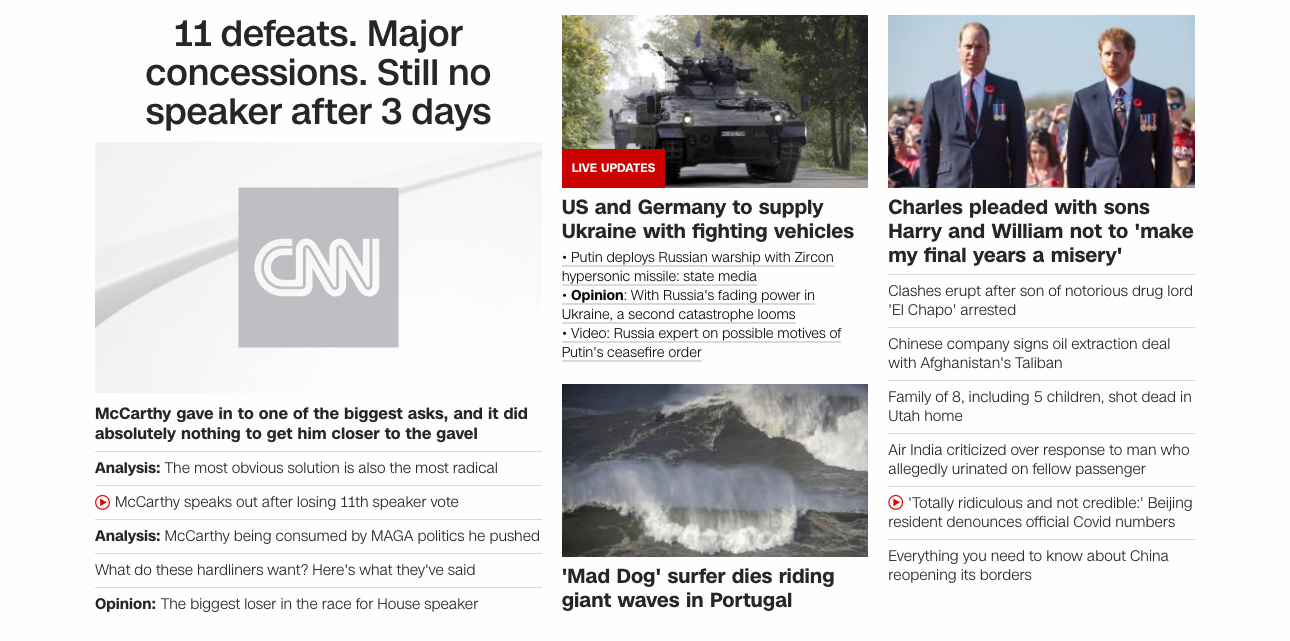 11 defeats. Major
concessions. Still no
speaker after 3 days
CNN
McCarthy gave in to one of the biggest asks, and it did
absolutely nothing to get him closer to the gavel
Analysis: The most obvious solution is also the most radical
McCarthy speaks out after losing 11th speaker vote
Analysis: McCarthy being consumed by MAGA politics he pushed
What do these hardliners want? Here's what they've said
Opinion: The biggest loser in the race for House speaker
LIVE UPDATES
US and Germany to supply
Ukraine with fighting vehicles
• Putin deploys Russian warship with Zircon
hypersonic missile: state media
• Opinion: With Russia's fading power in
Ukraine, a second catastrophe looms
• Video: Russia expert on possible motives of
Putin's ceasefire order
'Mad Dog' surfer dies riding
giant waves in Portugal
Charles pleaded with sons
Harry and William not to 'make
my final years a misery'
Clashes erupt after son of notorious drug lord
'El Chapo' arrested
Chinese company signs oil extraction deal
with Afghanistan's Taliban
Family of 8, including 5 children, shot dead in
Utah home
Air India criticized over response to man who
allegedly urinated on fellow passenger
'Totally ridiculous and not credible:' Beijing
resident denounces official Covid numbers
Everything you need to know about China
reopening its borders